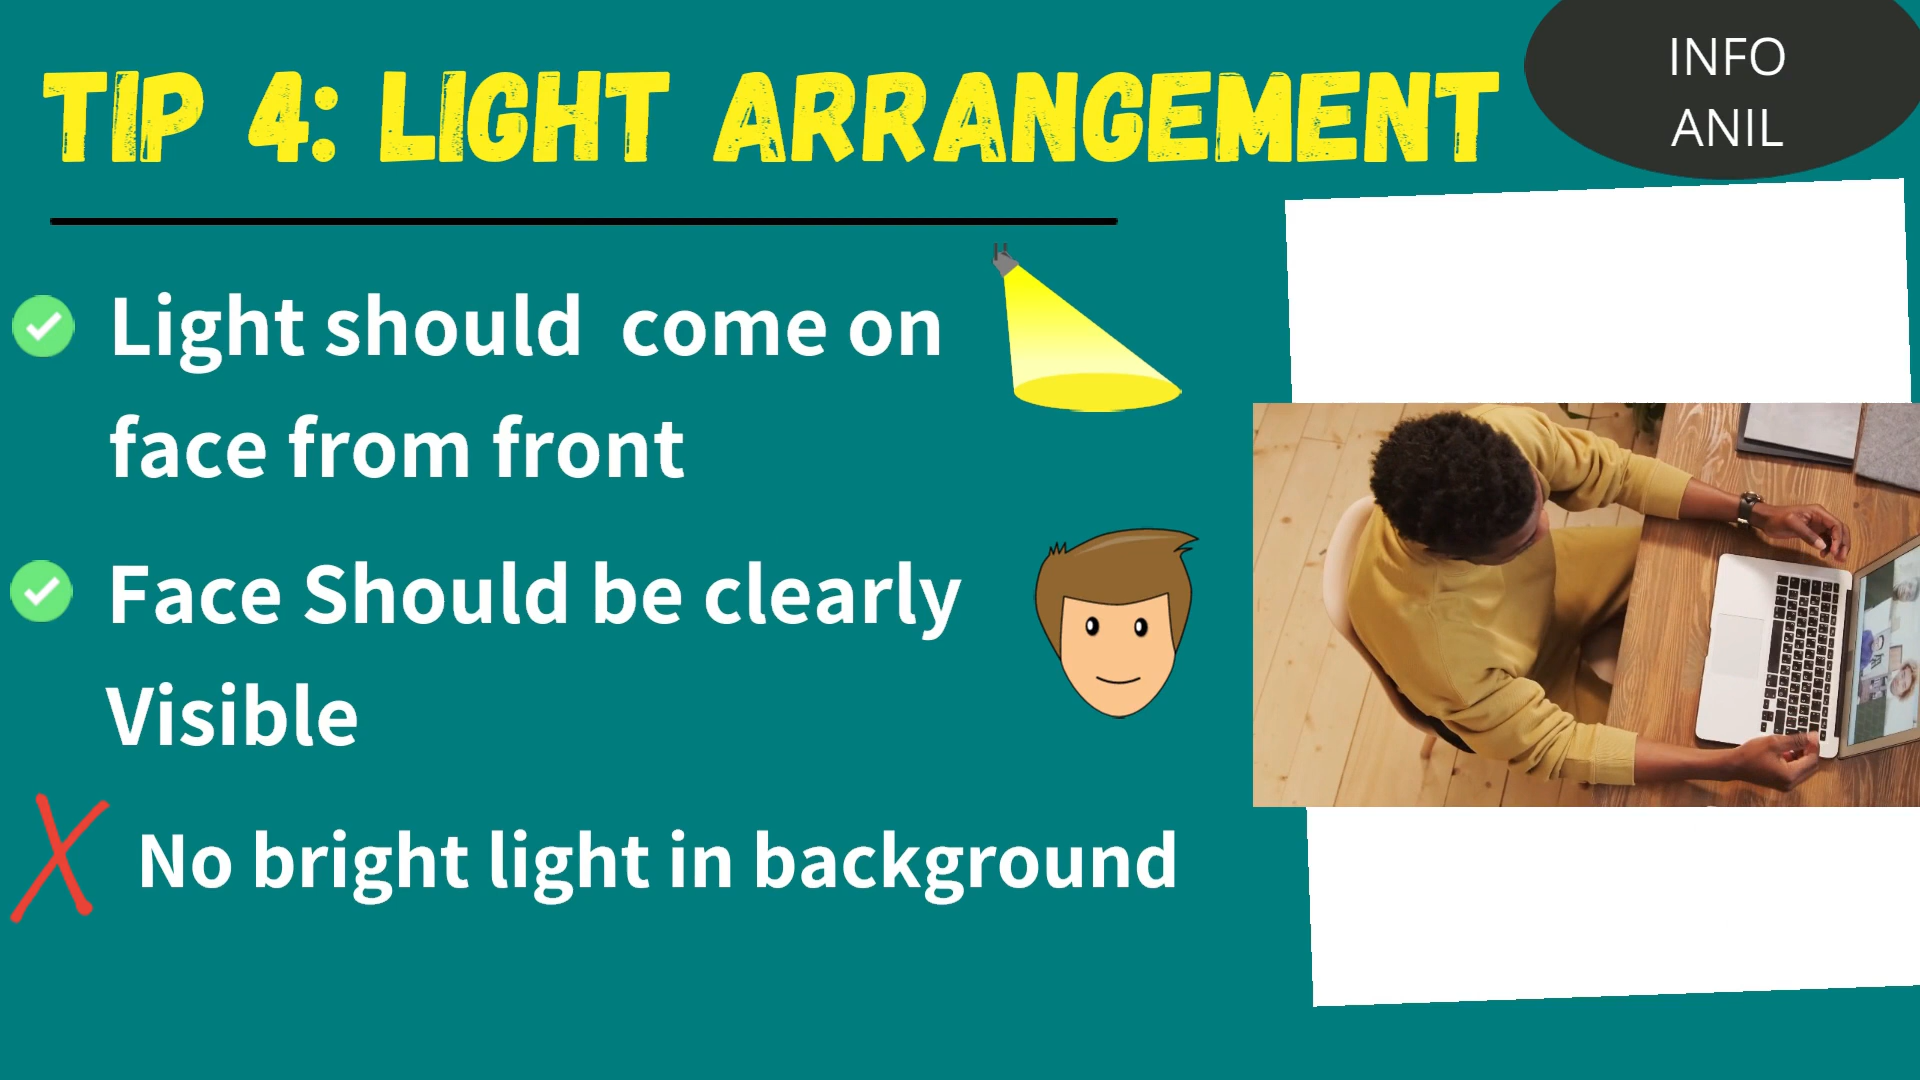 TIP 4: LIGHT ARRANGEMENT
INFO
ANIL
Light should come on
face from front
Face Should be clearly
Visible
No bright light in background